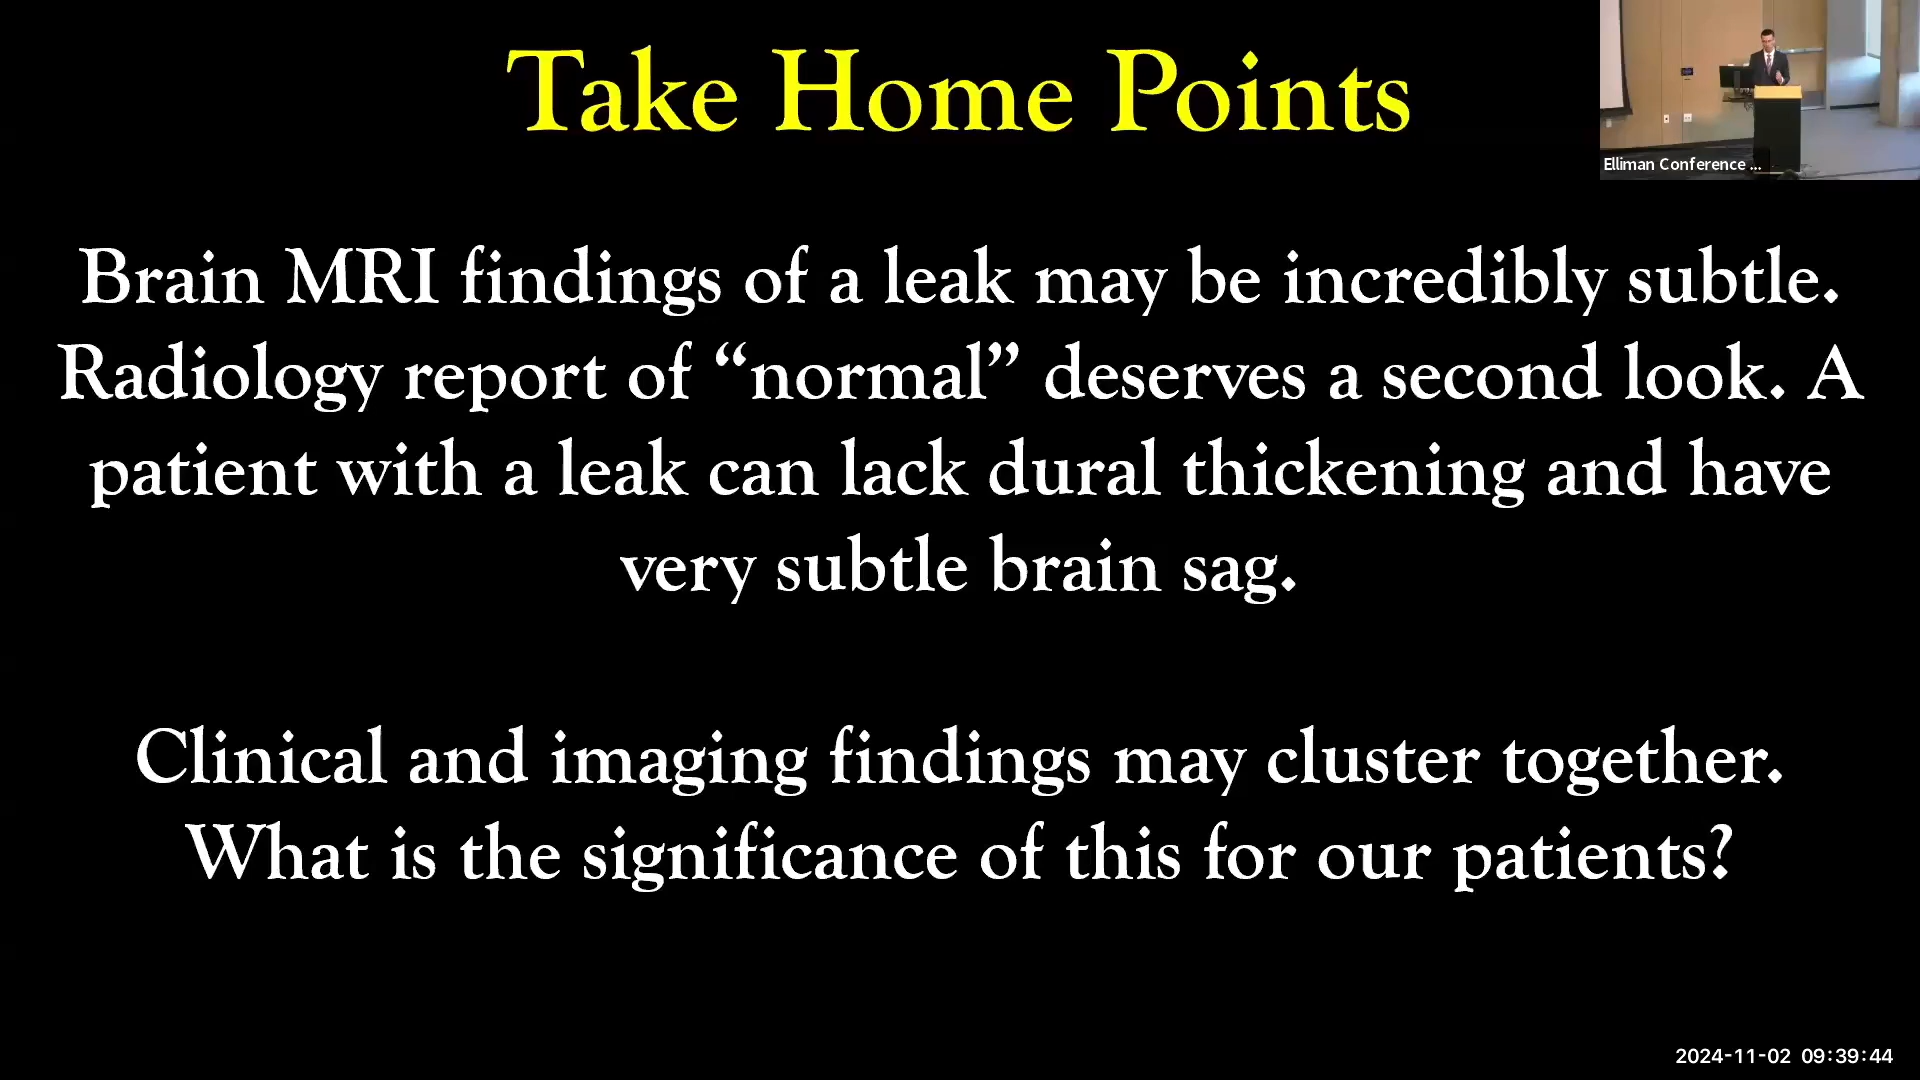 Take Home Points
Elliman Conference ...
Brain MRI findings of a leak may be incredibly subtle.
Radiology report of “normal” deserves a second look. A
patient with a leak can lack dural thickening and have
very subtle brain sag.
Clinical and imaging findings may cluster together.
What is the significance of this for our patients?
2024-11-02 09:39:44